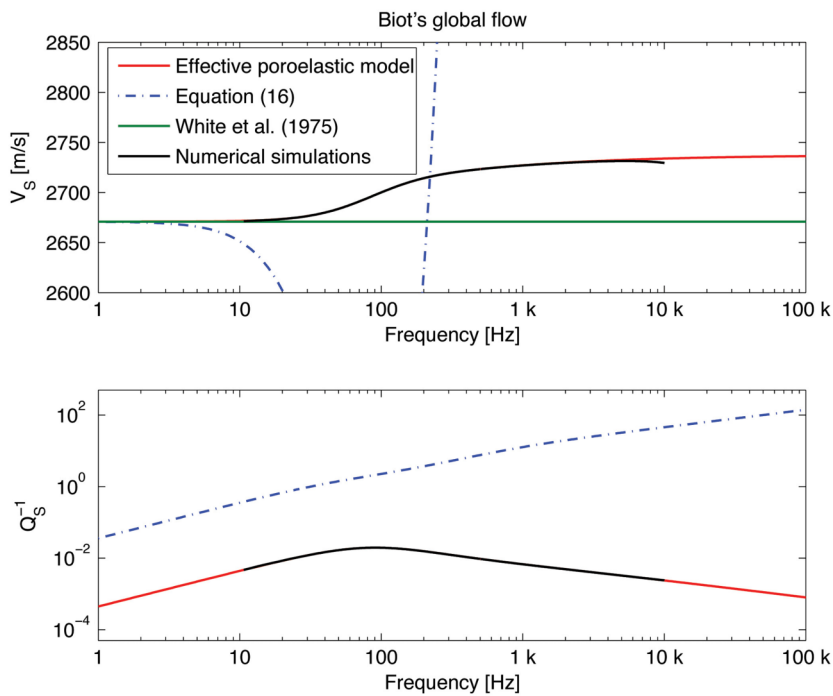 Biot's global flow
2850
2800
2750
2700
2650
2600
V_S [m/s]
Effective poroelastic model
Equation (16)
White et al. (1975)
Numerical simulations
1 10 100 1 k 10 k 100 k
Frequency [Hz]
10^2
10^0
10^-2
10^-4
Q_S^-1
1 10 100 1 k 10 k 100 k
Frequency [Hz]